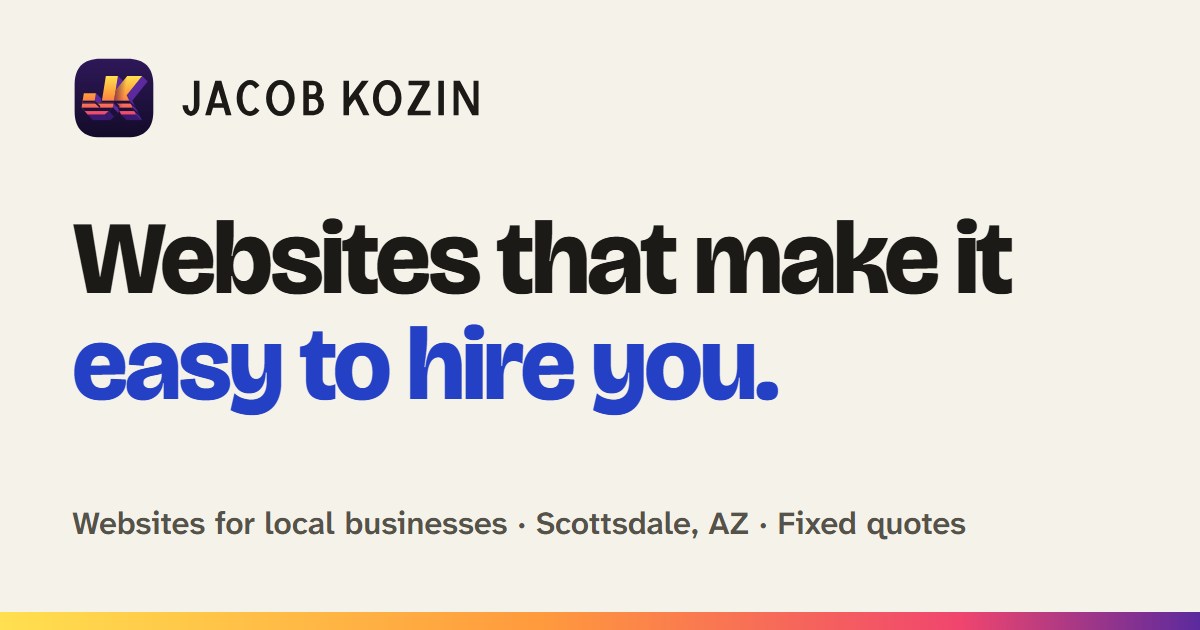 JK
JACOB KOZIN
Websites that make it
easy to hire you.
Websites for local businesses · Scottsdale, AZ · Fixed quotes